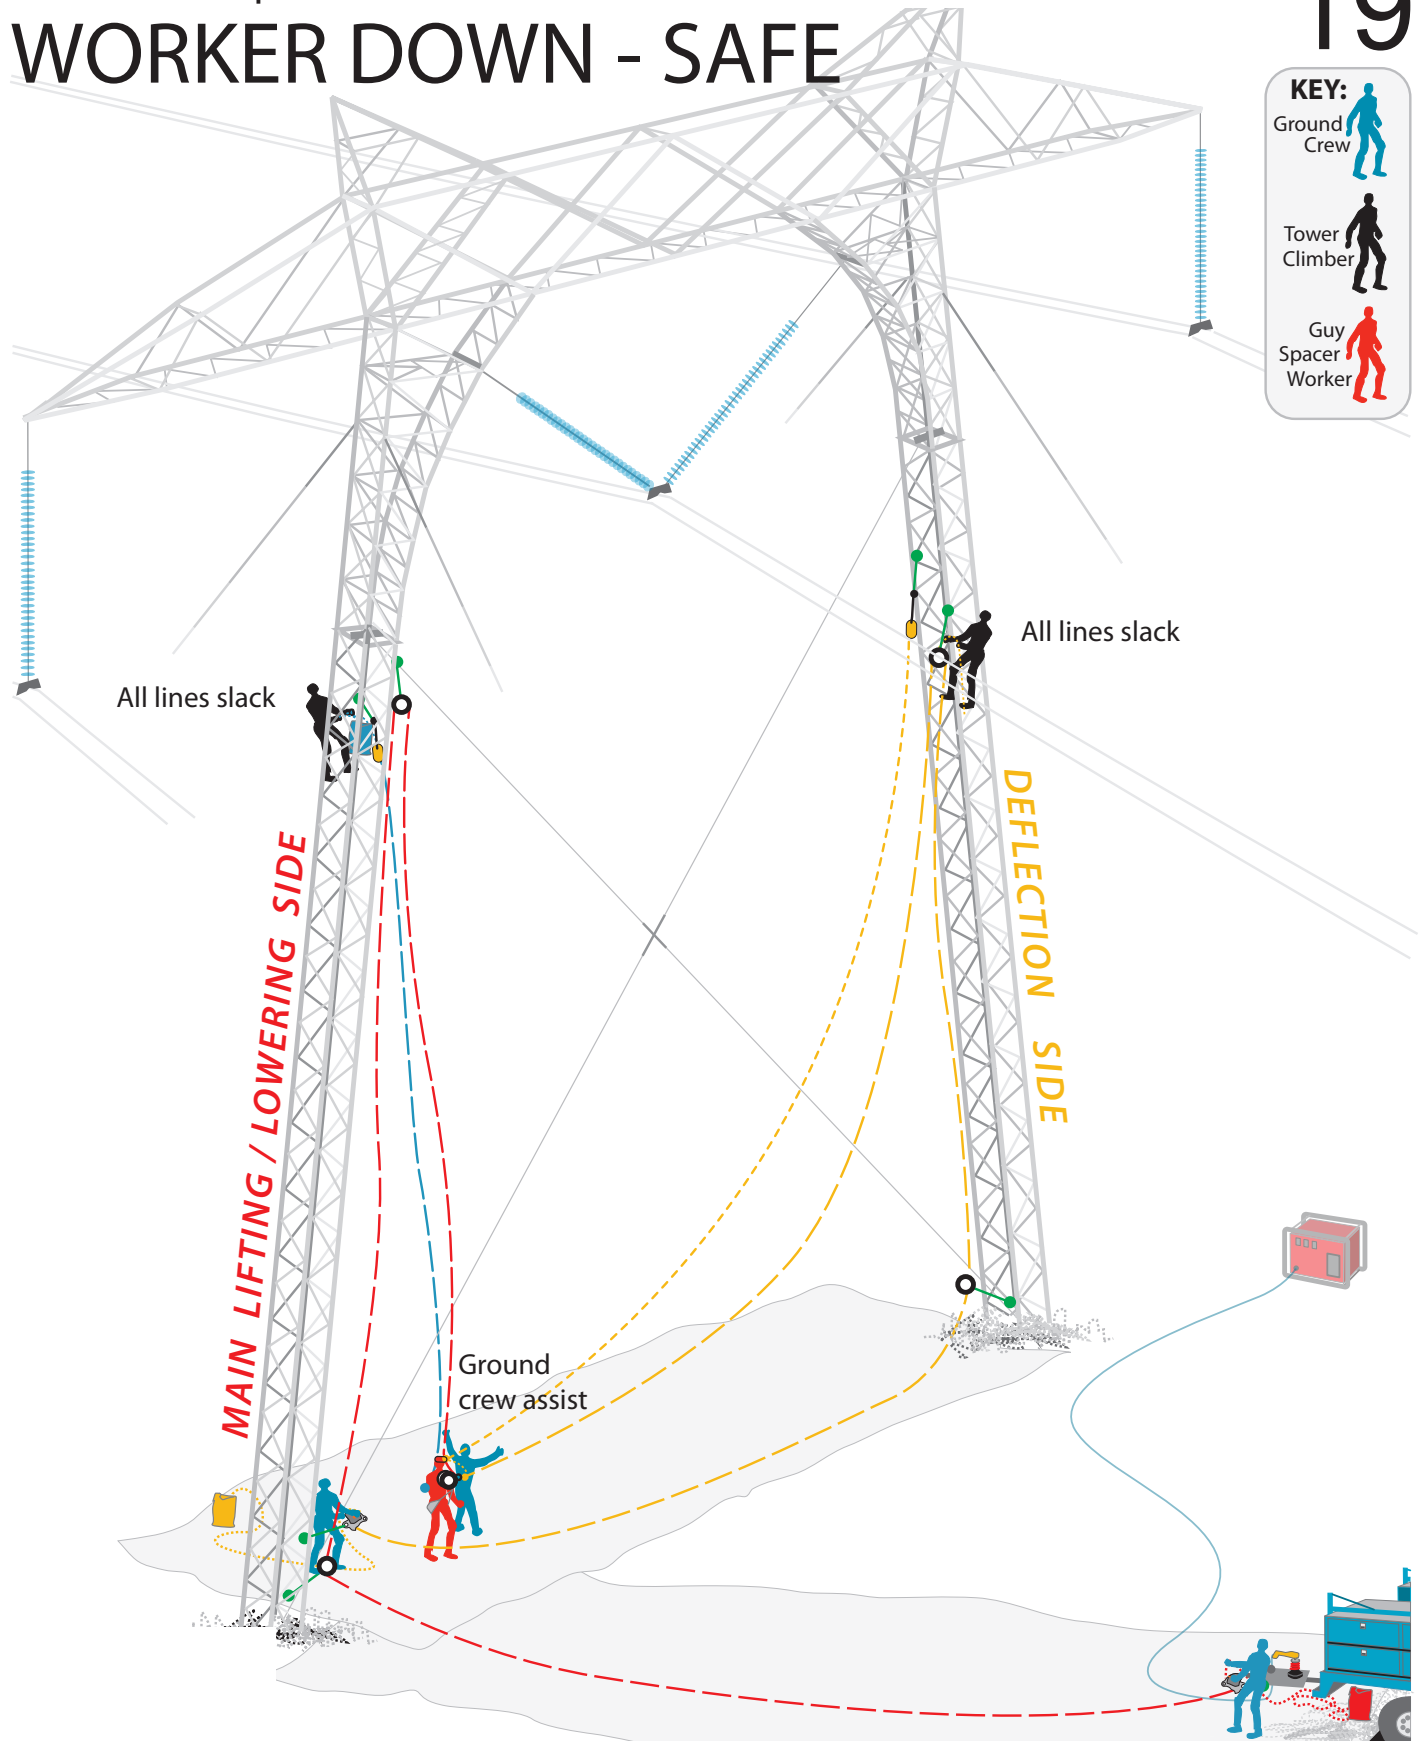 WORKER DOWN - SAFE
19
KEY:
Ground
Crew
Tower
Climber
Guy
Spacer
Worker
All lines slack
All lines slack
MAIN LIFTING / LOWERING SIDE
DEFLECTION SIDE
Ground
crew assist